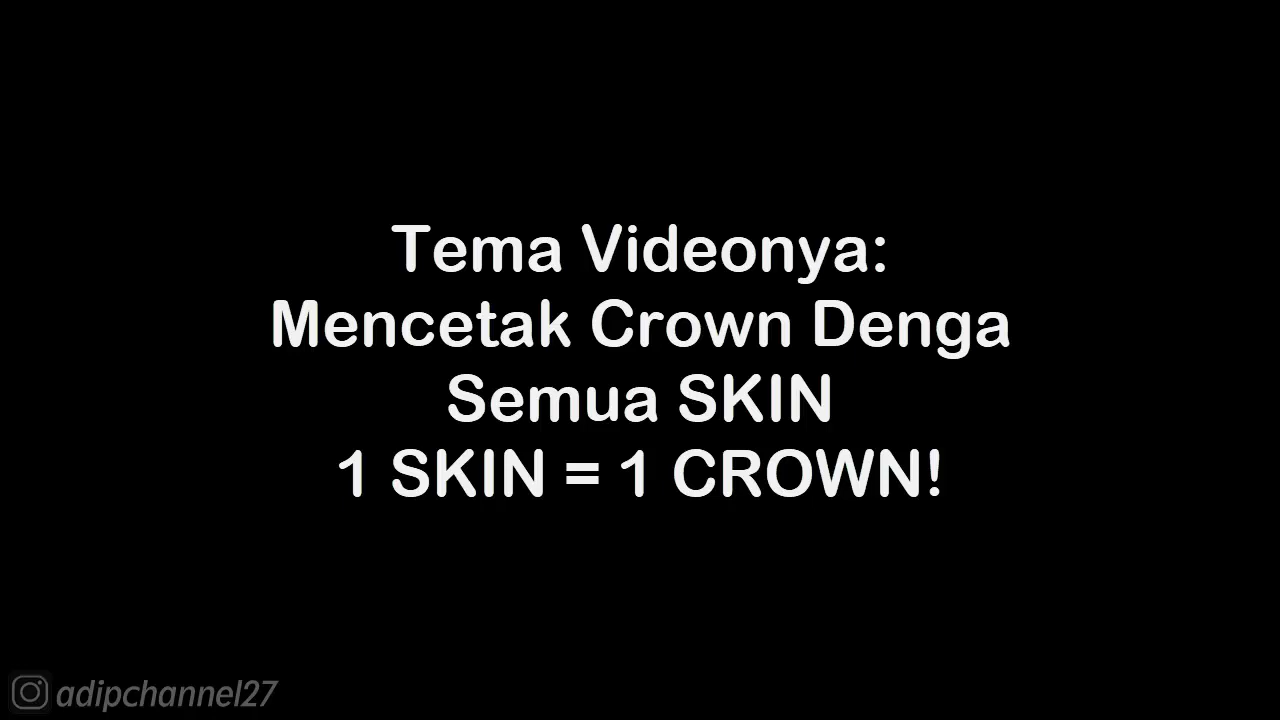 Tema Videonya:
Mencetak Crown Denga
Semua SKIN
1 SKIN = 1 CROWN!
adipchannel27